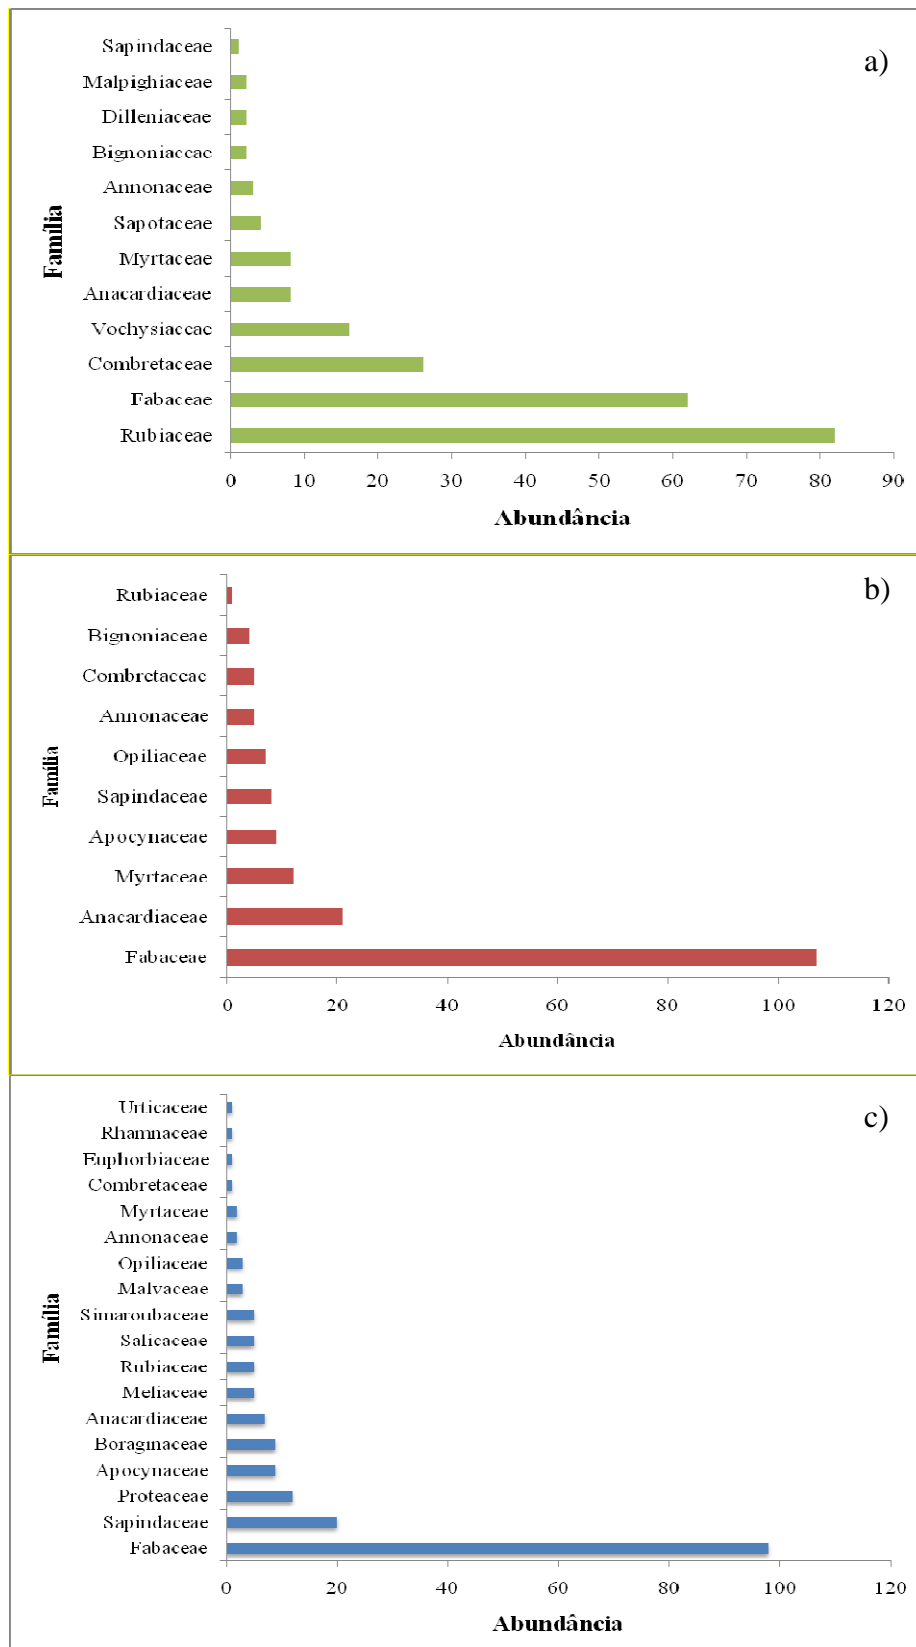 a)
Sapindaceae
Malpighiaceae
Dilleniaceae
Bignoniaceae
Annonaceae
Sapotaceae
Myrtaceae
Anacardiaceae
Vochysiaceae
Combretaceae
Fabaceae
Rubiaceae
Família
0 10 20 30 40 50 60 70 80 90
Abundância
b)
Rubiaceae
Bignoniaceae
Combretaceae
Annonaceae
Opiliaceae
Sapindaceae
Apocynaceae
Myrtaceae
Anacardiaceae
Fabaceae
Família
0 20 40 60 80 100 120
Abundância
c)
Urticaceae
Rhamnaceae
Euphorbiaceae
Combretaceae
Myrtaceae
Annonaceae
Opiliaceae
Malvaceae
Simaroubaceae
Salicaceae
Rubiaceae
Meliaceae
Anacardiaceae
Boraginaceae
Apocynaceae
Proteaceae
Sapindaceae
Fabaceae
Família
0 20 40 60 80 100 120
Abundância